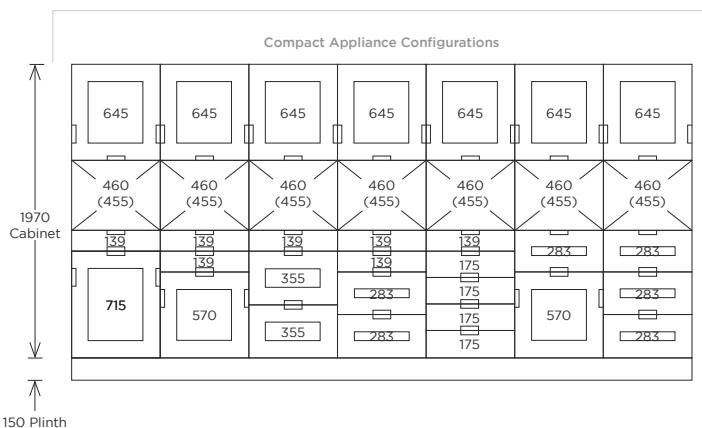 Compact Appliance Configurations
645 645 645 645 645 645 645
460 460 460 460 460 460 460
(455) (455) (455) (455) (455) (455) (455)
1970
Cabinet
139 139 139 139 139 283 283
139 139 175
355 175 283 283
715 570 283 175 570
355 283 175 283
150 Plinth